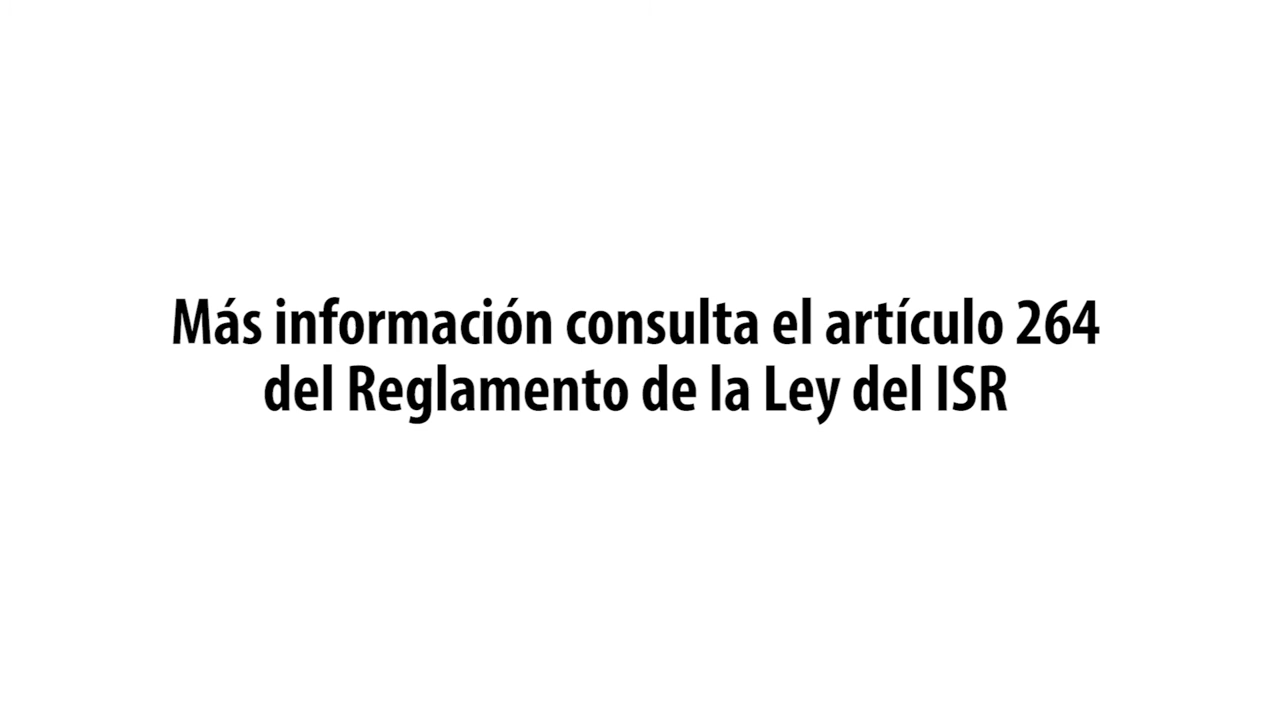 Más información consulta el artículo 264
del Reglamento de la Ley del ISR